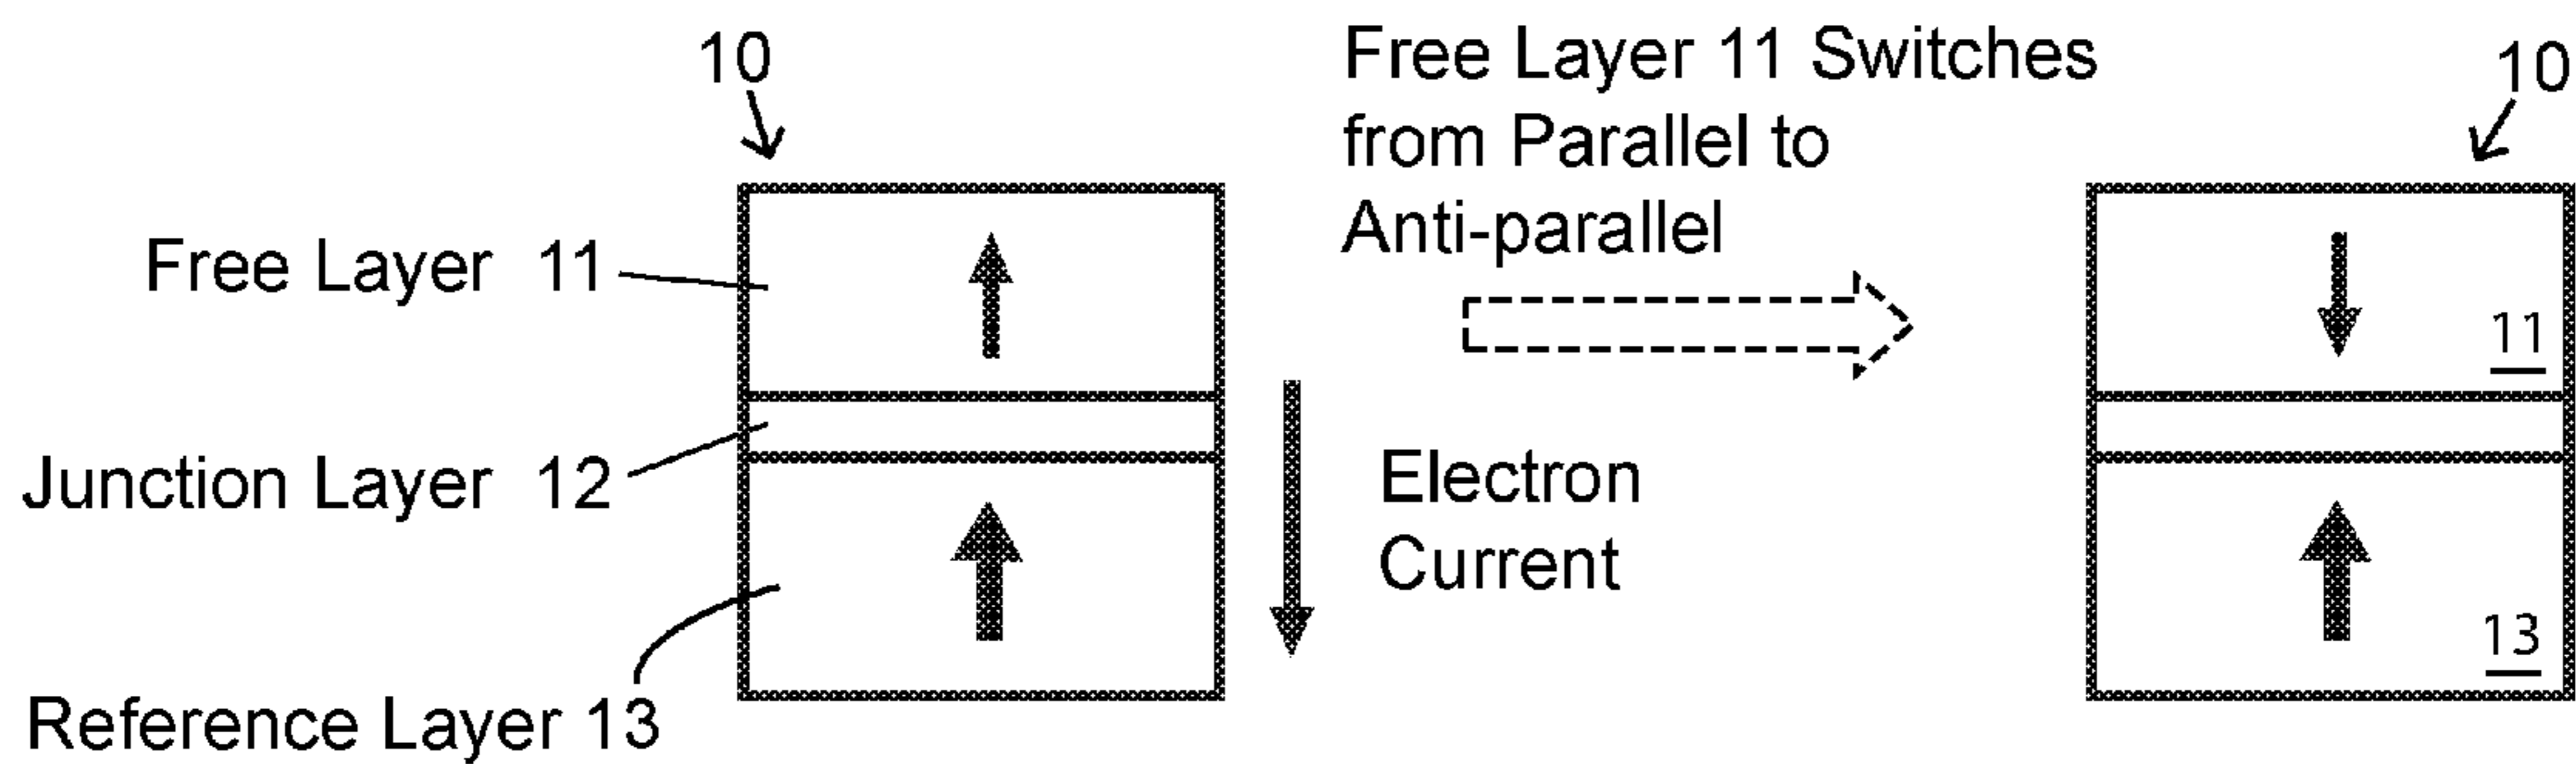 10
Free Layer 11 Switches
from Parallel to
Anti-parallel
10
Free Layer 11
11
Junction Layer 12
Electron
Current
13
Reference Layer 13